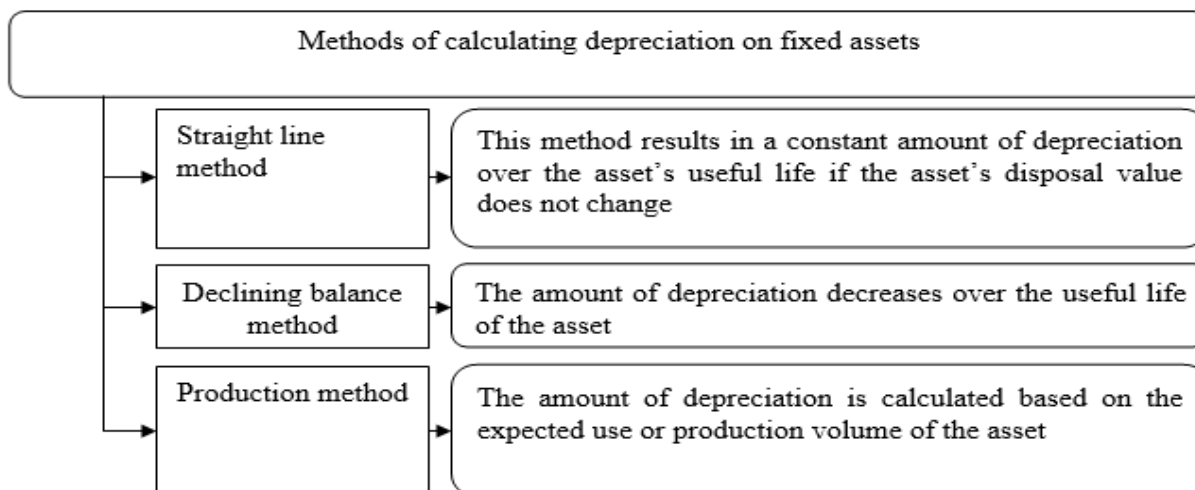 Methods of calculating depreciation on fixed assets
Straight line
method
This method results in a constant amount of depreciation
over the asset’s useful life if the asset’s disposal value
does not change
Declining balance
method
The amount of depreciation decreases over the useful life
of the asset
Production method
The amount of depreciation is calculated based on the
expected use or production volume of the asset